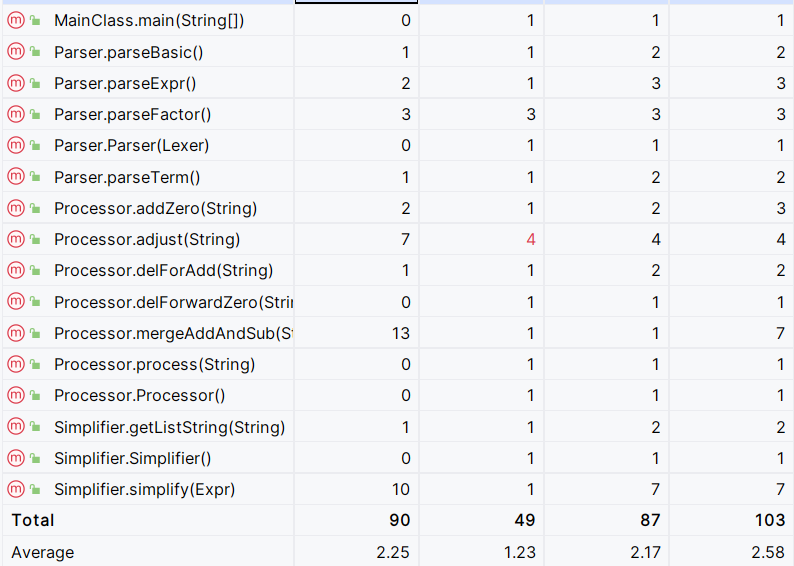 m MainClass.main(String[]) 0 1 1 1
m Parser.parseBasic() 1 1 2 2
m Parser.parseExpr() 2 1 3 3
m Parser.parseFactor() 3 3 3 3
m Parser.Parser(Lexer) 0 1 1 1
m Parser.parseTerm() 1 1 2 2
m Processor.addZero(String) 2 1 2 3
m Processor.adjust(String) 7 4 4 4
m Processor.delForAdd(String) 1 1 2 2
m Processor.delForwardZero(Strin 0 1 1 1
m Processor.mergeAddAndSub(St 13 1 1 7
m Processor.process(String) 0 1 1 1
m Processor.Processor() 0 1 1 1
m Simplifier.getListString(String) 1 1 2 2
m Simplifier.Simplifier() 0 1 1 1
m Simplifier.simplify(Expr) 10 1 7 7
Total 90 49 87 103
Average 2.25 1.23 2.17 2.58